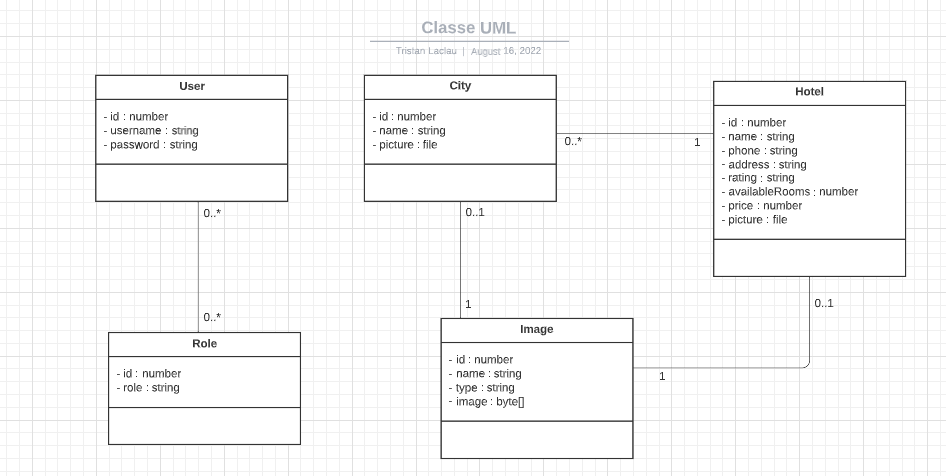 Classe UML
Tristan Laclau | August 16, 2022
User
- id : number
- username : string
- password : string
0..*
0..*
Role
- id : number
- role : string
City
- id : number
- name : string
- picture : file
0..*
1
0..1
1
Hotel
- id : number
- name : string
- phone : string
- address : string
- rating : string
- availableRooms : number
- price : number
- picture : file
0..1
1
Image
- id : number
- name : string
- type : string
- image : byte[]